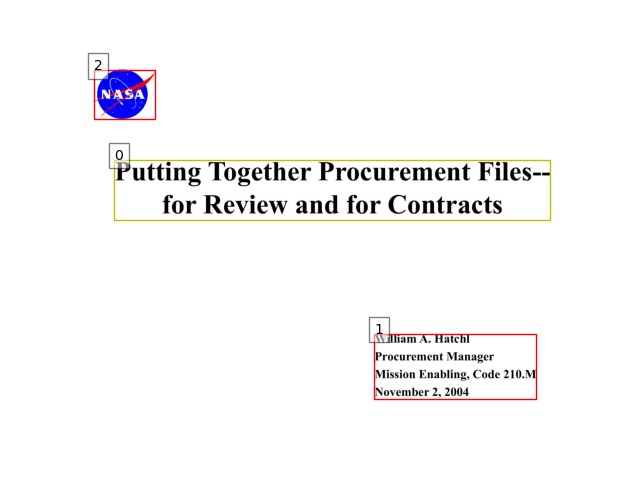 2
NASA
0
Putting Together Procurement Files--
for Review and for Contracts
1
William A. Hatchl
Procurement Manager
Mission Enabling, Code 210.M
November 2, 2004